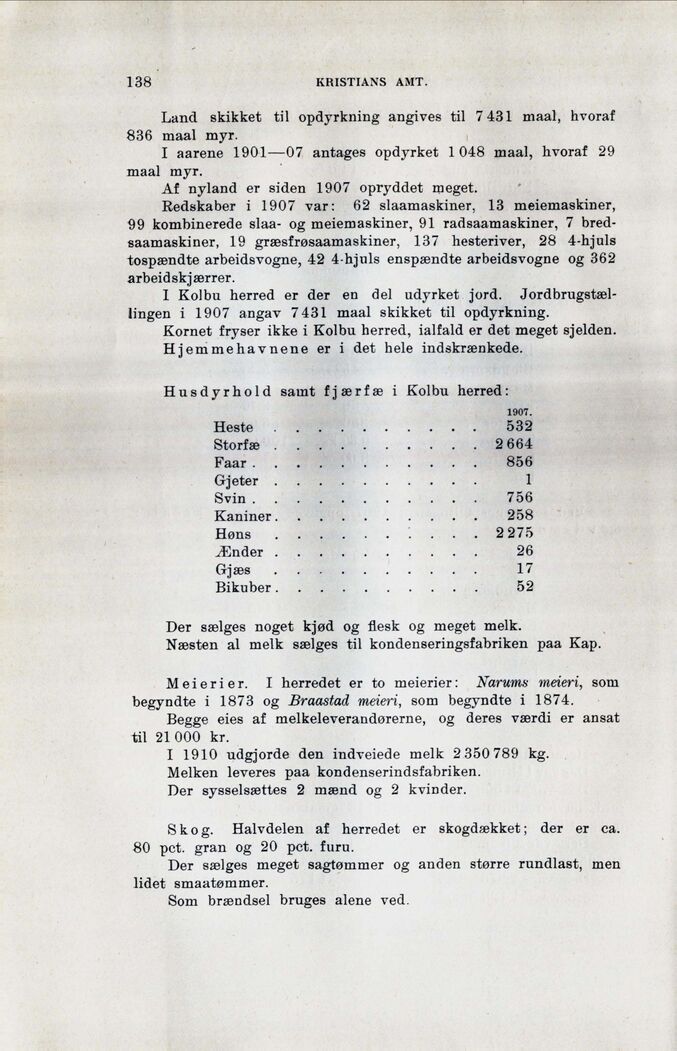 138 KRISTIANS AMT.
Land skikket til opdyrkning angives til 7 431 maal, hvoraf
836 maal myr.
I aarene 1901—07 antages opdyrket 1 048 maal, hvoraf 29
maal myr.
Af nyland er siden 1907 opryddet meget.
Redskaber i 1907 var: 62 slaamaskiner, 13 meiemaskiner,
99 kombinerede slaa- og meiemaskiner, 91 radsaamaskiner, 7 bred-
saamaskiner, 19 græsfrøsaamaskiner, 137 hesteriver, 28 4-hjuls
tospændte arbeidsvogne, 42 4-hjuls enspændte arbeidsvogne og 362
arbeidskjærrer.
I Kolbu herred er der en del udyrket jord. Jordbrugstæl-
lingen i 1907 angav 7431 maal skikket til opdyrkning.
Kornet fryser ikke i Kolbu herred, ialfald er det meget sjelden.
Hjemmehavnene er i det hele indskrænkede.
Husdyrhold samt fjærfæ i Kolbu herred:
1907.
Heste . . . . . . . . . . 532
Storfæ . . . . . . . . . . 2 664
Faar . . . . . . . . . . . 856
Gjeter . . . . . . . . . . 1
Svin . . . . . . . . . . . 756
Kaniner . . . . . . . . . . 258
Høns . . . . . . . . . . 2 275
Ænder . . . . . . . . . . 26
Gjæs . . . . . . . . . . 17
Bikuber . . . . . . . . . . 52
Der sælges noget kjød og flesk og meget melk.
Næsten al melk sælges til kondenseringsfabriken paa Kap.
Meierier. I herredet er to meierier: Narums meieri, som
begyndte i 1873 og Braastad meieri, som begyndte i 1874.
Begge eies af melkeleverandørerne, og deres værdi er ansat
til 21 000 kr.
I 1910 udgjorde den indveiede melk 2 350 789 kg.
Melken leveres paa kondenserindsfabriken.
Der sysselsættes 2 mænd og 2 kvinder.
Skog. Halvdelen af herredet er skogdækket; der er ca.
80 pct. gran og 20 pct. furu.
Der sælges meget sagtømmer og anden større rundlast, men
lidet smaatømmer.
Som brændsel bruges alene ved.